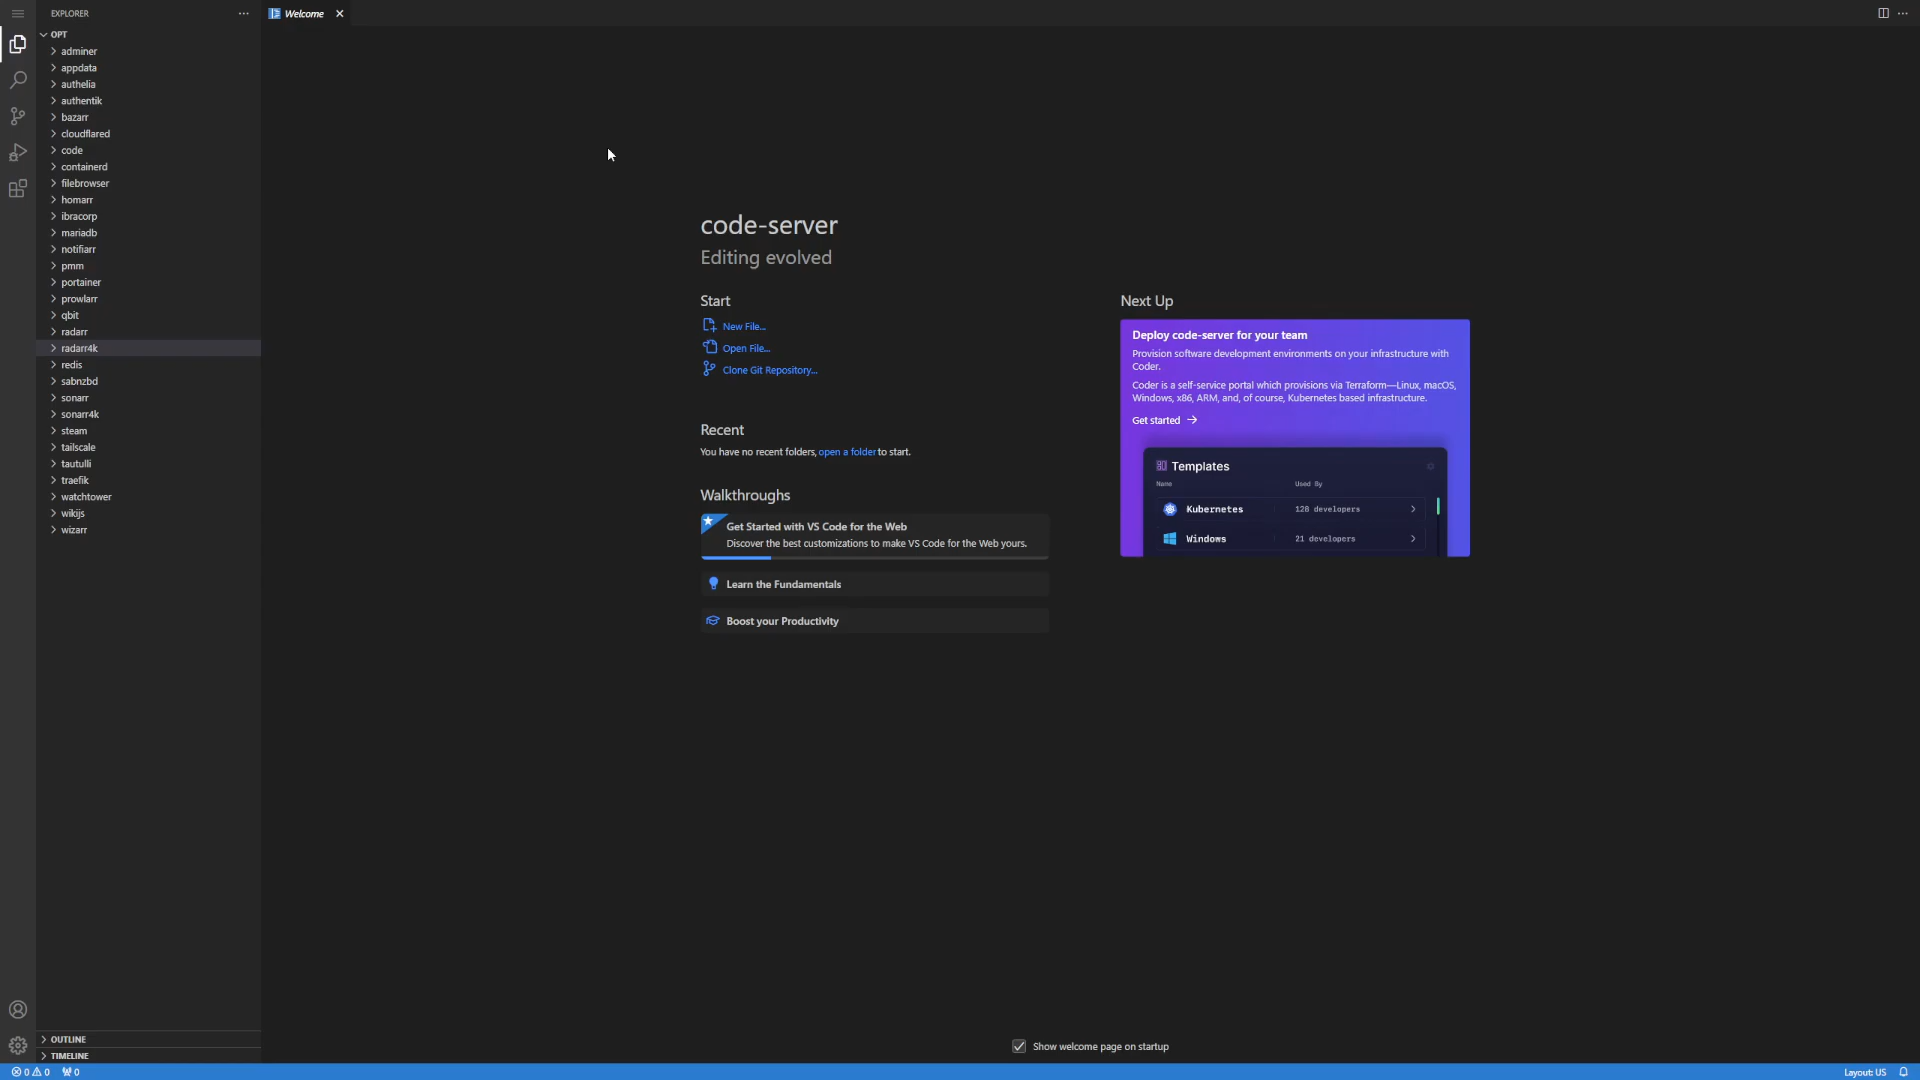 EXPLORER
Welcome
OPT
adminer
appdata
authelia
authentik
bazarr
cloudflared
code
containerd
filebrowser
homarr
ibracorp
mariadb
notifiarr
pmm
portainer
prowlarr
qbit
radarr
radarr4k
redis
sabnzbd
sonarr
sonarr4k
steam
tailscale
tautulli
traefik
watchtower
wikijs
wizarr
OUTLINE
TIMELINE
code-server
Editing evolved
Start
New File...
Open File...
Clone Git Repository...
Recent
You have no recent folders, open a folder to start.
Walkthroughs
Get Started with VS Code for the Web
Discover the best customizations to make VS Code for the Web yours.
Learn the Fundamentals
Boost your Productivity
Next Up
Deploy code-server for your team
Provision software development environments on your infrastructure with
Coder.
Coder is a self-service portal which provisions via Terraform—Linux, macOS,
Windows, x86, ARM, and, of course, Kubernetes based infrastructure.
Get started
Templates
Name Used By
Kubernetes 128 developers
Windows 21 developers
Show welcome page on startup
0 0 0
Layout: US